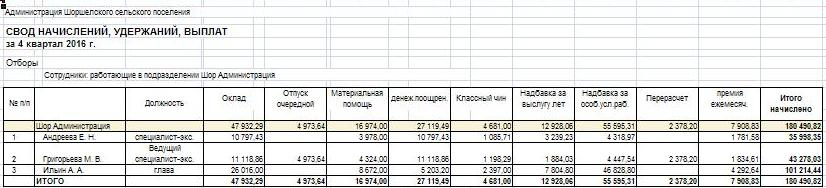 Администрация Шоршелского сельского поселения
СВОД НАЧИСЛЕНИЙ, УДЕРЖАНИЙ, ВЫПЛАТ
за 4 квартал 2016 г.
Отборы
Сотрудники: работающие в подразделении Шор Администрация
№ п/п Должность Оклад Отпуск очередной Материальная помощь денеж.поощрен. Классный чин Надбавка за выслугу лет Надбавка за особ.усл.раб. Перерасчет премия ежемесяч. Итого начислено
Шор Администрация 47 932,29 4 973,64 16 974,00 27 119,49 4 681,00 12 928,06 55 595,31 2 378,20 7 908,83 180 490,82
1 Андреева Е. Н. специалист-экс. 10 797,43 3 978,00 10 797,43 1 085,71 3 239,23 4 318,97 1 781,58 35 998,35
2 Григорьева М. В. Ведущий специалист-экс. 11 118,86 4 973,64 4 324,00 11 118,86 1 198,29 1 884,03 4 447,54 2 378,20 1 834,61 43 278,03
3 Ильин А. А. глава 26 016,00 8 672,00 5 203,20 2 397,00 7 804,80 46 828,80 4 292,64 101 214,44
ИТОГО 47 932,29 4 973,64 16 974,00 27 119,49 4 681,00 12 928,06 55 595,31 2 378,20 7 908,83 180 490,82